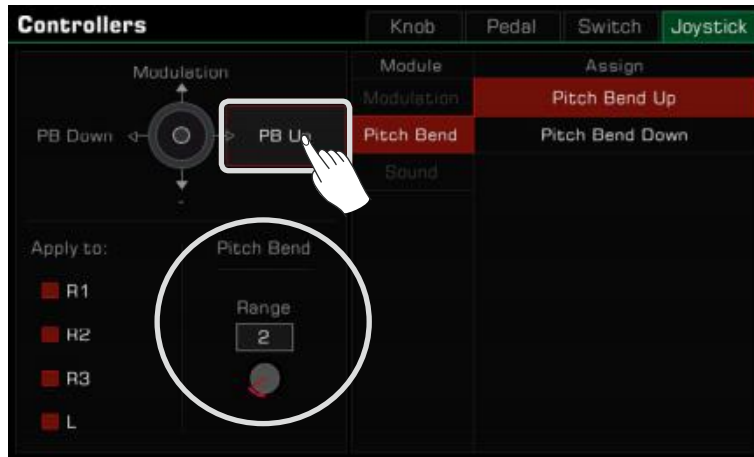 Controllers
Knob
Pedal
Switch
Joystick
Modulation
PB Down
PB Up
-
Module
Assign
Modulation
Pitch Bend Up
Pitch Bend
Pitch Bend Down
Sound
Apply to:
R1
R2
R3
L
Pitch Bend
Range
2